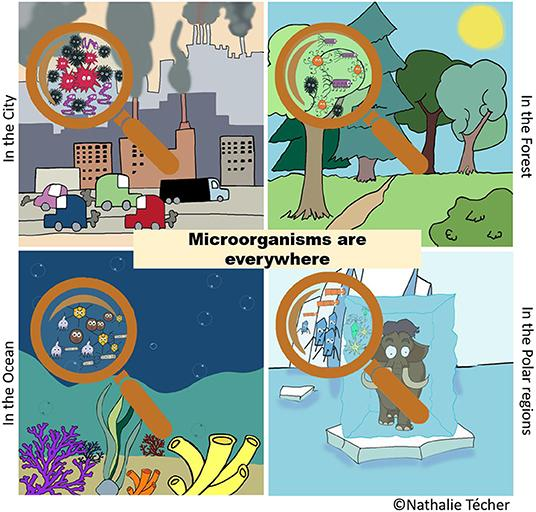 In the City
In the Forest
Microorganisms are
everywhere
In the Ocean
In the Polar regions
©Nathalie Técher